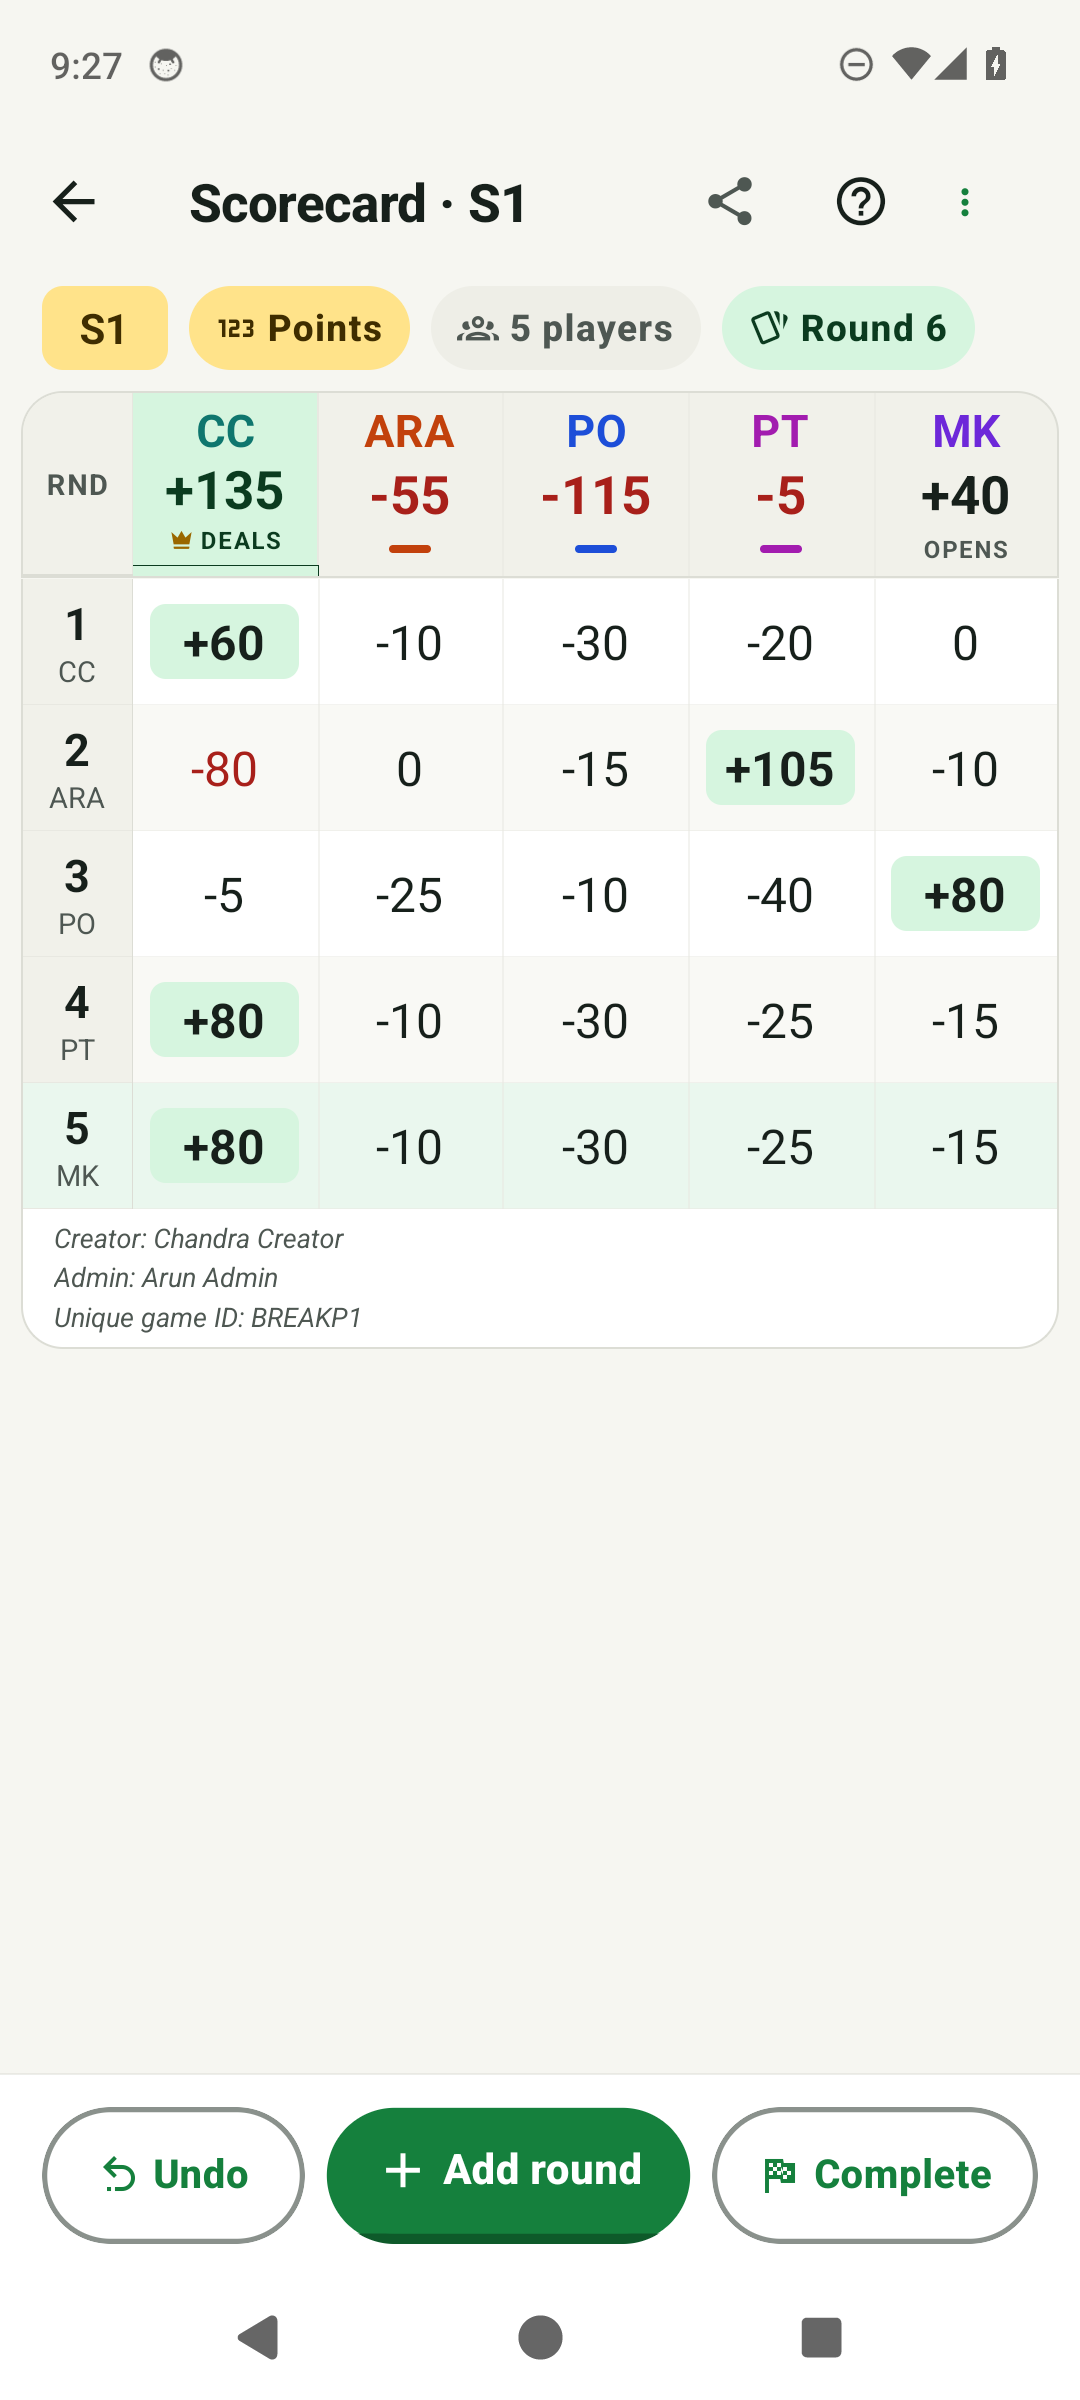 9:27
Scorecard · S1
S1 123 Points 5 players Round 6
RND CC ARA PO PT MK
+135 -55 -115 -5 +40
DEALS OPENS
1 CC +60 -10 -30 -20 0
2 ARA -80 0 -15 +105 -10
3 PO -5 -25 -10 -40 +80
4 PT +80 -10 -30 -25 -15
5 MK +80 -10 -30 -25 -15
Creator: Chandra Creator
Admin: Arun Admin
Unique game ID: BREAKP1
Undo + Add round Complete